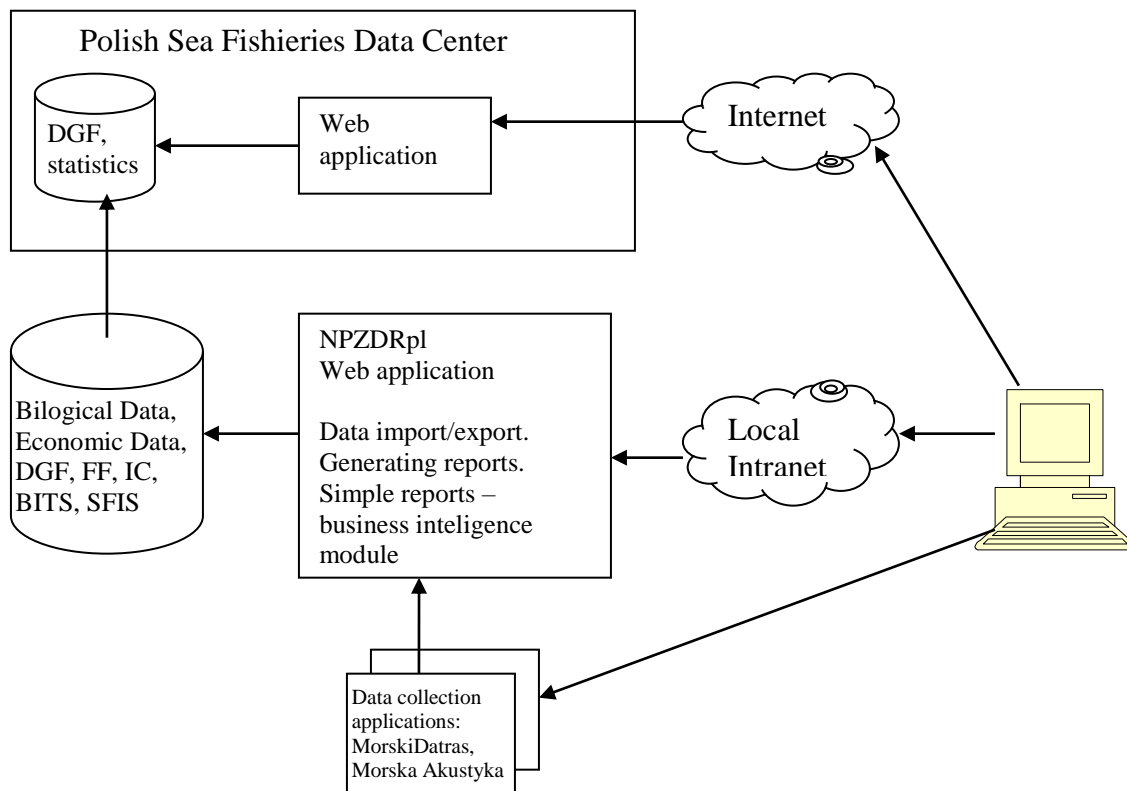 Polish Sea Fishieries Data Center
DGF,
statistics
Web
application
Internet
Bilogical Data,
Economic Data,
DGF, FF, IC,
BITS, SFIS
NPZDRpl
Web application
Data import/export.
Generating reports.
Simple reports –
business inteligence
module
Local
Intranet
Data collection
applications:
MorskiDatras,
Morska Akustyka